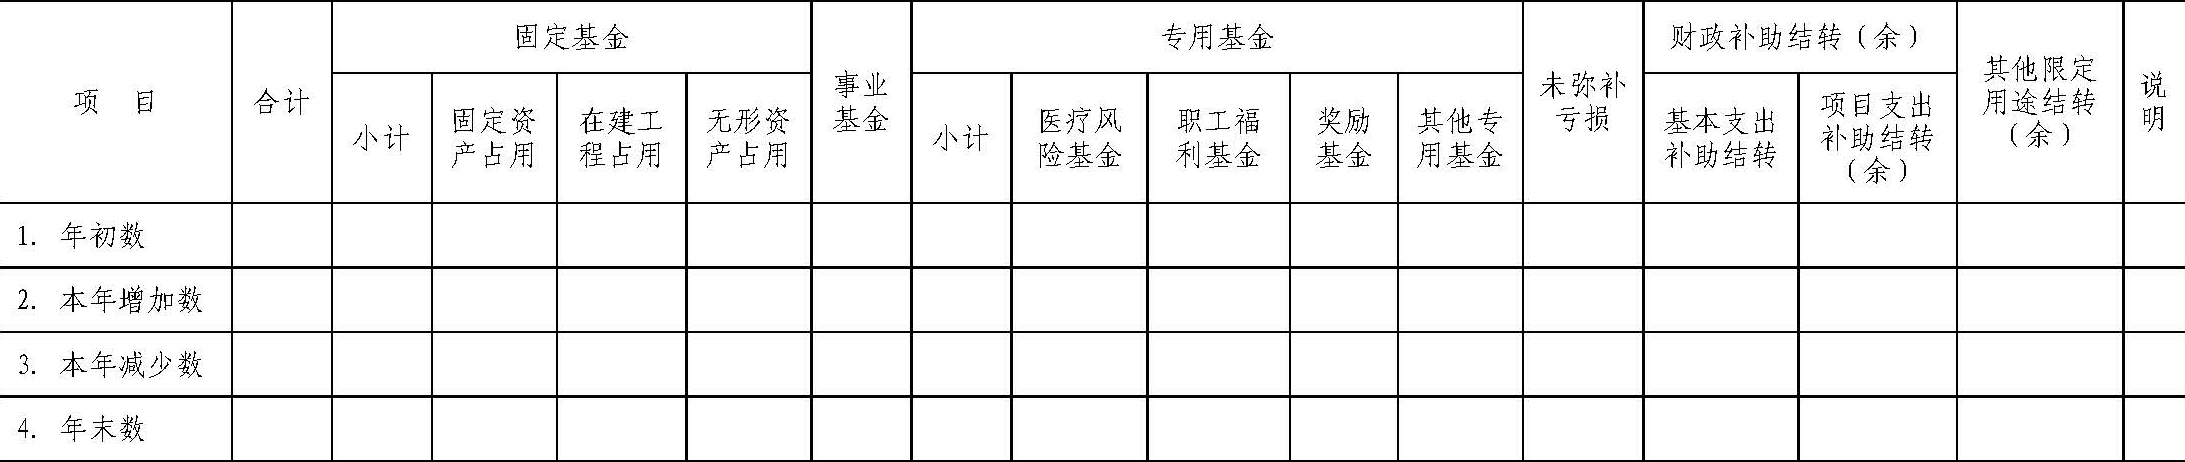 项 目
合计
固定基金
小计
固定资
产占用
在建工
程占用
无形资
产占用
事业
基金
专用基金
小计
医疗风
险基金
职工福
利基金
奖励
基金
其他专
用基金
未弥补
亏损
财政补助结转（余）
基本支出
补助结转
项目支出
补助结转
（余）
其他限定
用途结转
（余）
说
明
1. 年初数
2. 本年增加数
3. 本年减少数
4. 年末数